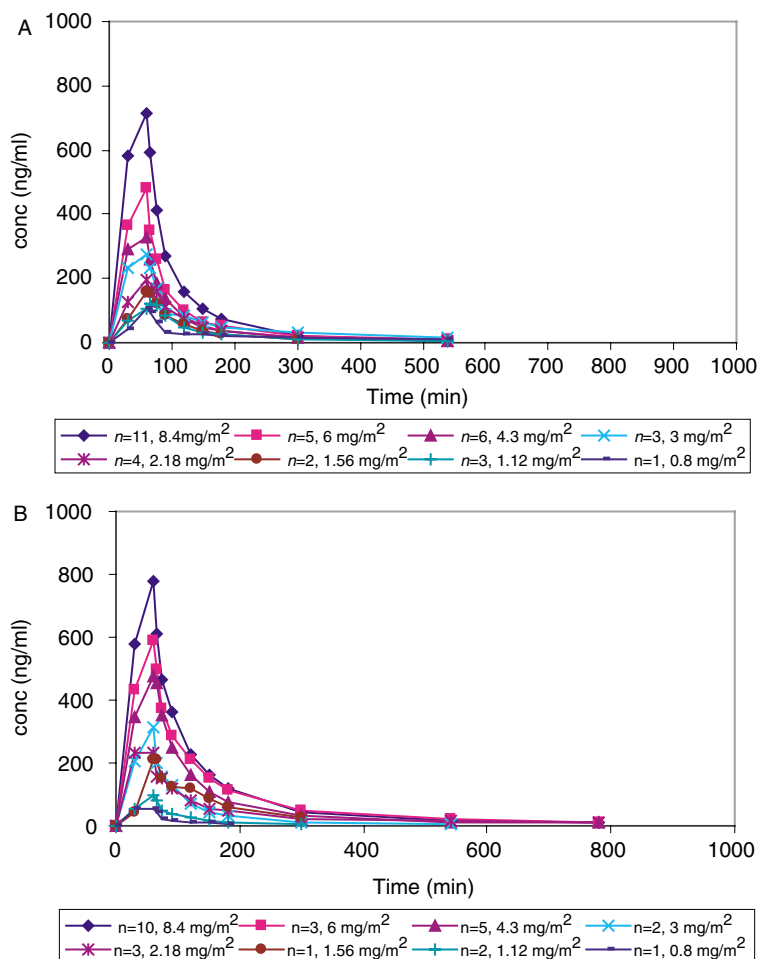 A
1000
800
600
400
200
0
conc (ng/ml)
0 100 200 300 400 500 600 700 800 900 1000
Time (min)
n=11, 8.4mg/m² n=5, 6 mg/m² n=6, 4.3 mg/m² n=3, 3 mg/m²
n=4, 2.18 mg/m² n=2, 1.56 mg/m² n=3, 1.12 mg/m² n=1, 0.8 mg/m²
B
1000
800
600
400
200
0
conc (ng/ml)
0 200 400 600 800 1000
Time (min)
n=10, 8.4 mg/m² n=3, 6 mg/m² n=5, 4.3 mg/m² n=2, 3 mg/m²
n=3, 2.18 mg/m² n=1, 1.56 mg/m² n=2, 1.12 mg/m² n=1, 0.8 mg/m²